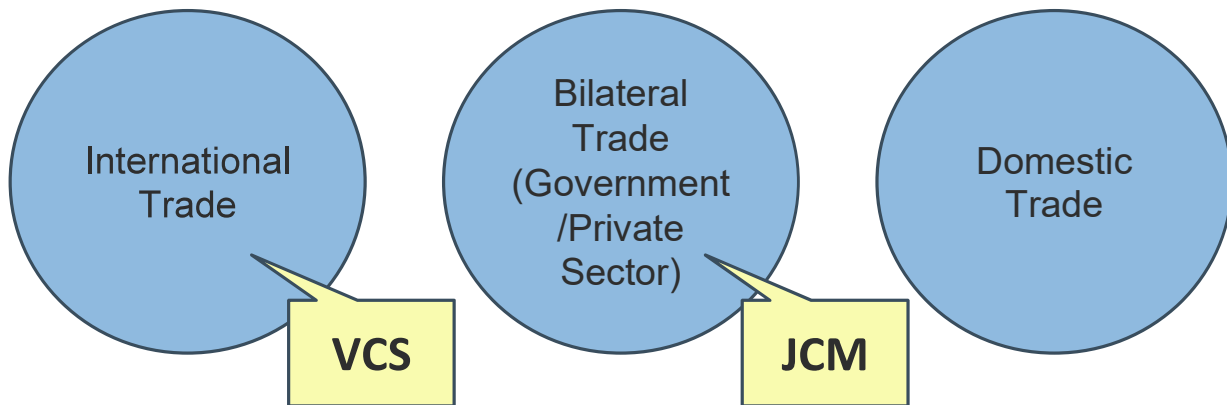 International
Trade
VCS
Bilateral
Trade
(Government
/Private
Sector)
JCM
Domestic
Trade